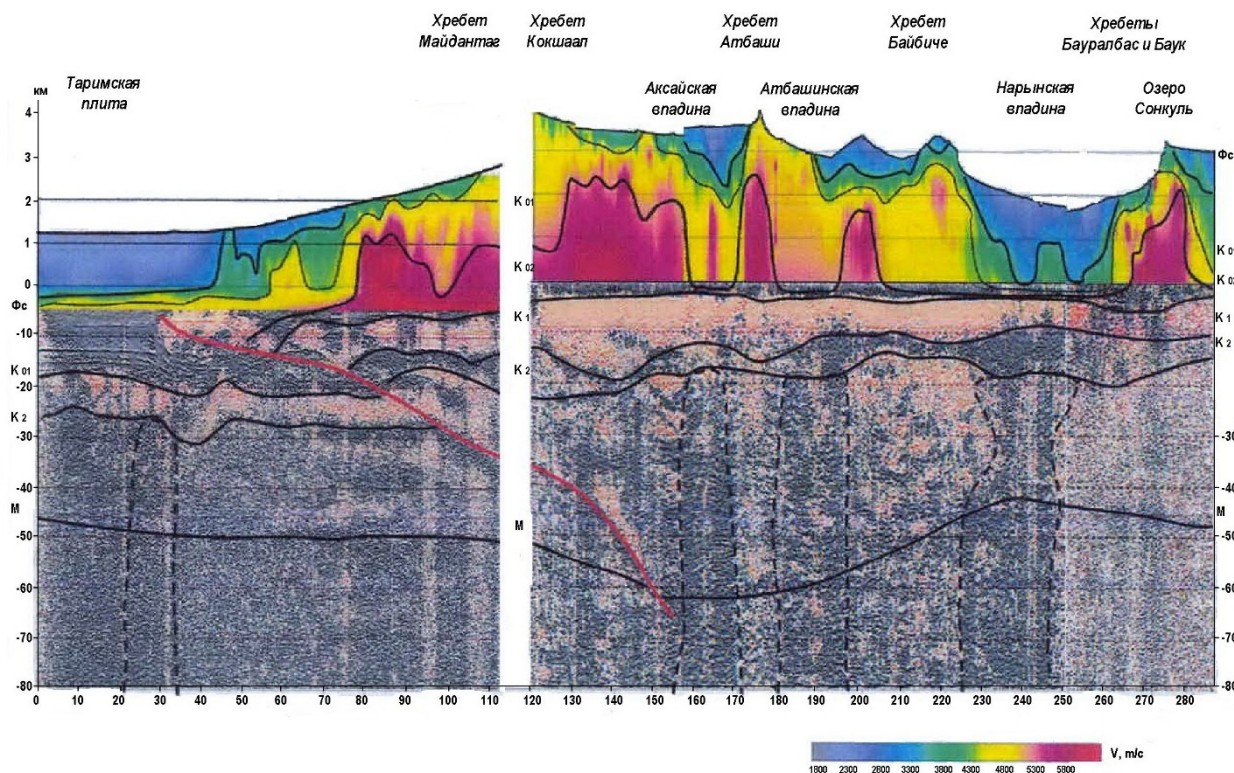 Хребет
Майдантаг
Хребет
Кокшаал
Хребет
Атбаши
Хребет
Байбиче
Хребеты
Бауралбас и Баук
Таримская
плита
Аксайская
впадина
Атбашинская
впадина
Нарынская
впадина
Озеро
Сонкуль
км
4
3
2
1
0
Фс
-10
К 01
-20
К 2
-30
-40
М
-50
-60
-70
-80
К 01
К 02
К 1
К 2
М
Фс
К 01
К 02
К 1
К 2
-30
-40
М
-50
-60
-70
-80
0 10 20 30 40 50 60 70 80 90 100 110 120 130 140 150 160 170 180 190 200 210 220 230 240 250 260 270 280
V, m/c
1800 2300 2800 3300 3800 4300 4800 5300 5800